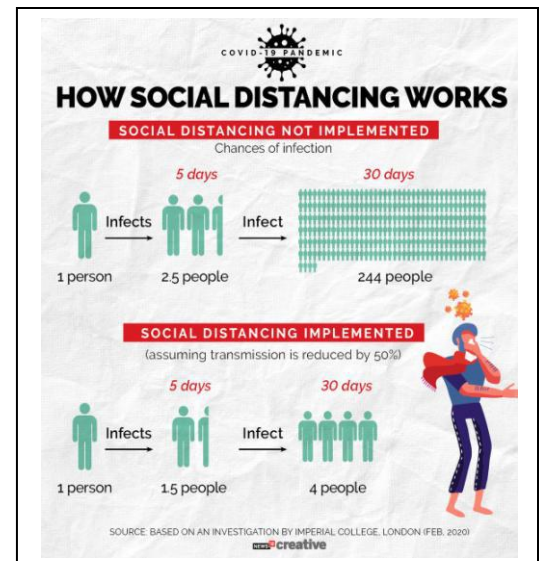 COVID-19 PANDEMIC
HOW SOCIAL DISTANCING WORKS
SOCIAL DISTANCING NOT IMPLEMENTED
Chances of infection
5 days 30 days
Infects Infect
1 person 2.5 people 244 people
SOCIAL DISTANCING IMPLEMENTED
(assuming transmission is reduced by 50%)
5 days 30 days
Infects Infect
1 person 1.5 people 4 people
SOURCE: BASED ON AN INVESTIGATION BY IMPERIAL COLLEGE, LONDON (FEB, 2020)
creative